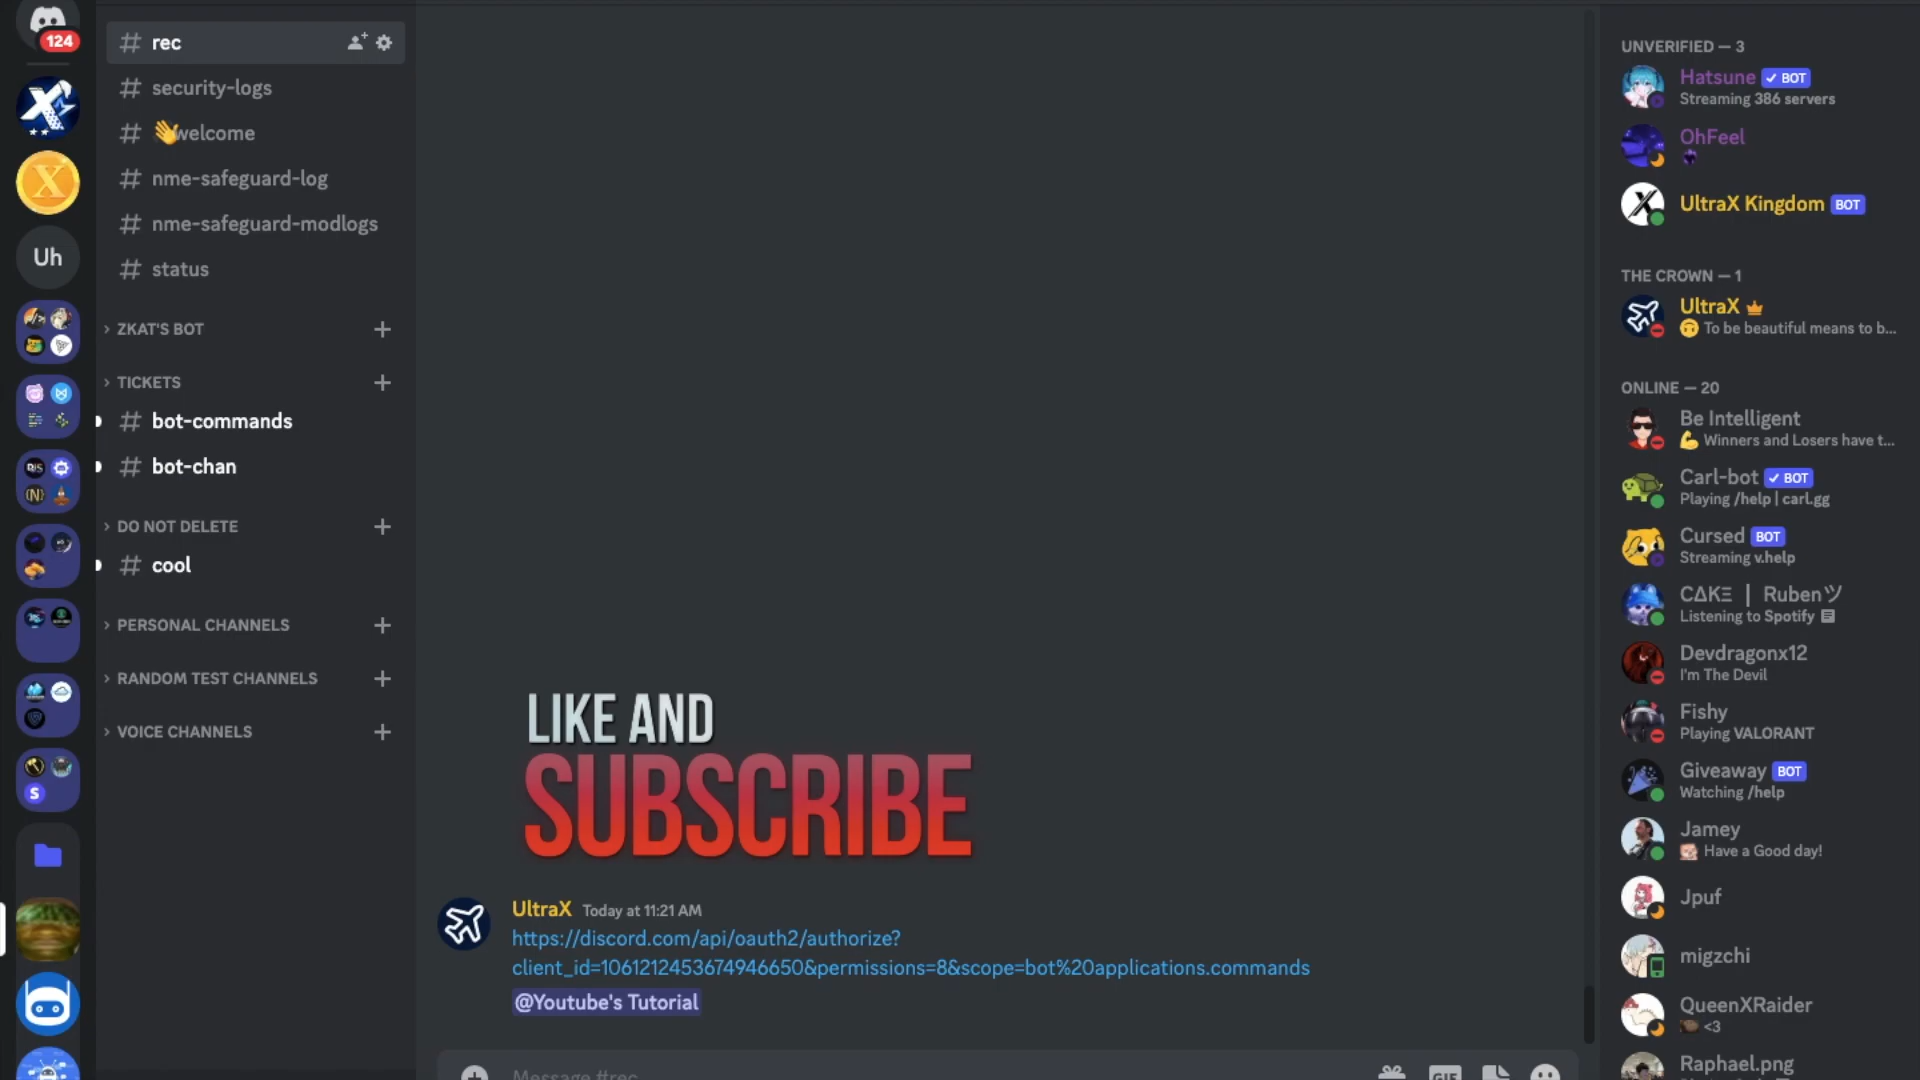 124
Uh
rec
security-logs
👋welcome
nme-safeguard-log
nme-safeguard-modlogs
status
ZKAT'S BOT
TICKETS
bot-commands
bot-chan
DO NOT DELETE
cool
PERSONAL CHANNELS
RANDOM TEST CHANNELS
VOICE CHANNELS
LIKE AND
SUBSCRIBE
UltraX Today at 11:21 AM
https://discord.com/api/oauth2/authorize?
client_id=1061212453674946650&permissions=8&scope=bot%20applications.commands
@Youtube's Tutorial
Message #rec
GIF
UNVERIFIED — 3
Hatsune ✓ BOT
Streaming 386 servers
OhFeel
UltraX Kingdom BOT
THE CROWN — 1
UltraX
🙃 To be beautiful means to b...
ONLINE — 20
Be Intelligent
💪 Winners and Losers have t...
Carl-bot ✓ BOT
Playing /help | carl.gg
Cursed BOT
Streaming v.help
CΔKΞ | Rubenツ
Listening to Spotify
Devdragonx12
I'm The Devil
Fishy
Playing VALORANT
Giveaway BOT
Watching /help
Jamey
Have a Good day!
Jpuf
migzchi
QueenXRaider
<3
Raphael.png